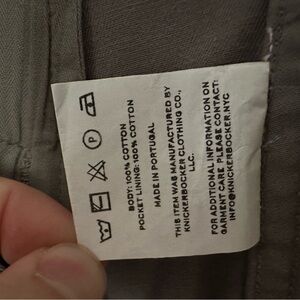 P
BODY: 100% COTTON
POCKET LINING: 100% COTTON
MADE IN PORTUGAL
THIS ITEM WAS MANUFACTURED BY
KNICKERBOCKER CLOTHING CO.,
LLC.
FOR ADDITIONAL INFORMATION ON
GARMENT CARE PLEASE CONTACT:
INFO@KNICKERBOCKER.NYC